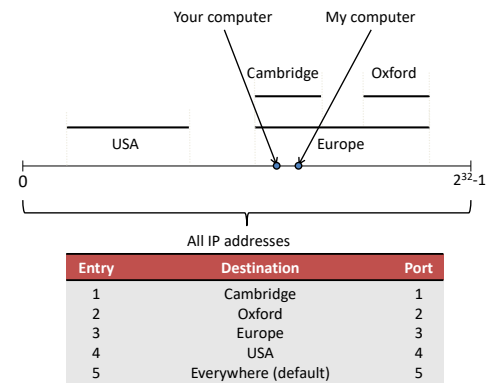 Your computer My computer
Cambridge Oxford
USA Europe
0 2³²-1
All IP addresses
Entry Destination Port
1 Cambridge 1
2 Oxford 2
3 Europe 3
4 USA 4
5 Everywhere (default) 5